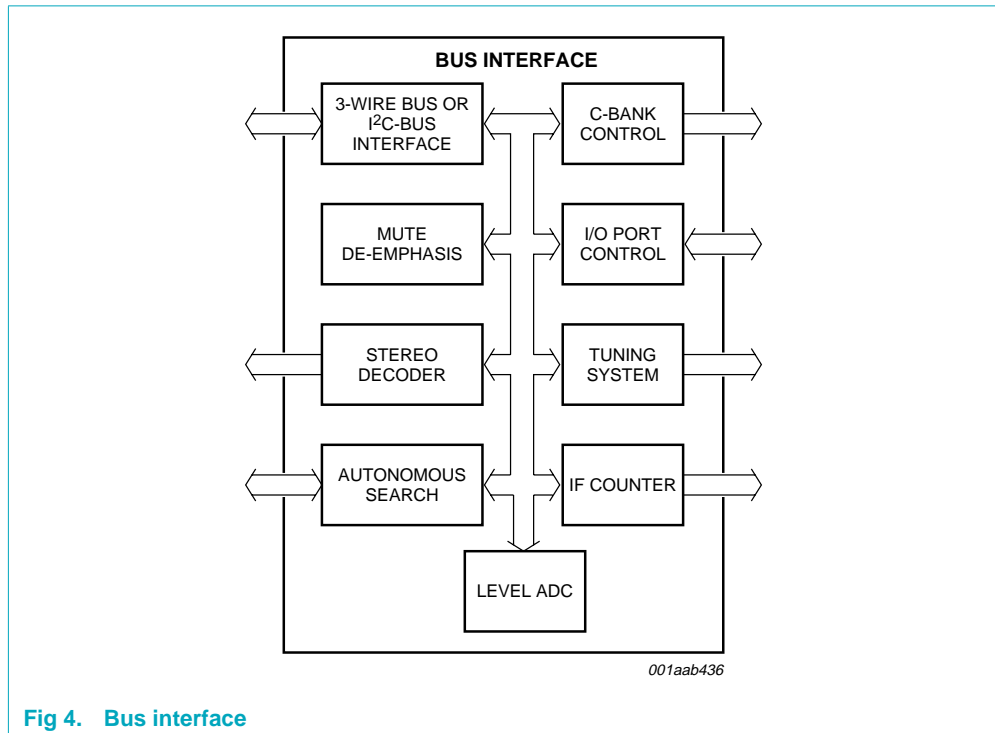 BUS INTERFACE
3-WIRE BUS OR
I2C-BUS
INTERFACE
C-BANK
CONTROL
MUTE
DE-EMPHASIS
I/O PORT
CONTROL
STEREO
DECODER
TUNING
SYSTEM
AUTONOMOUS
SEARCH
IF COUNTER
LEVEL ADC
001aab436
Fig 4. Bus interface